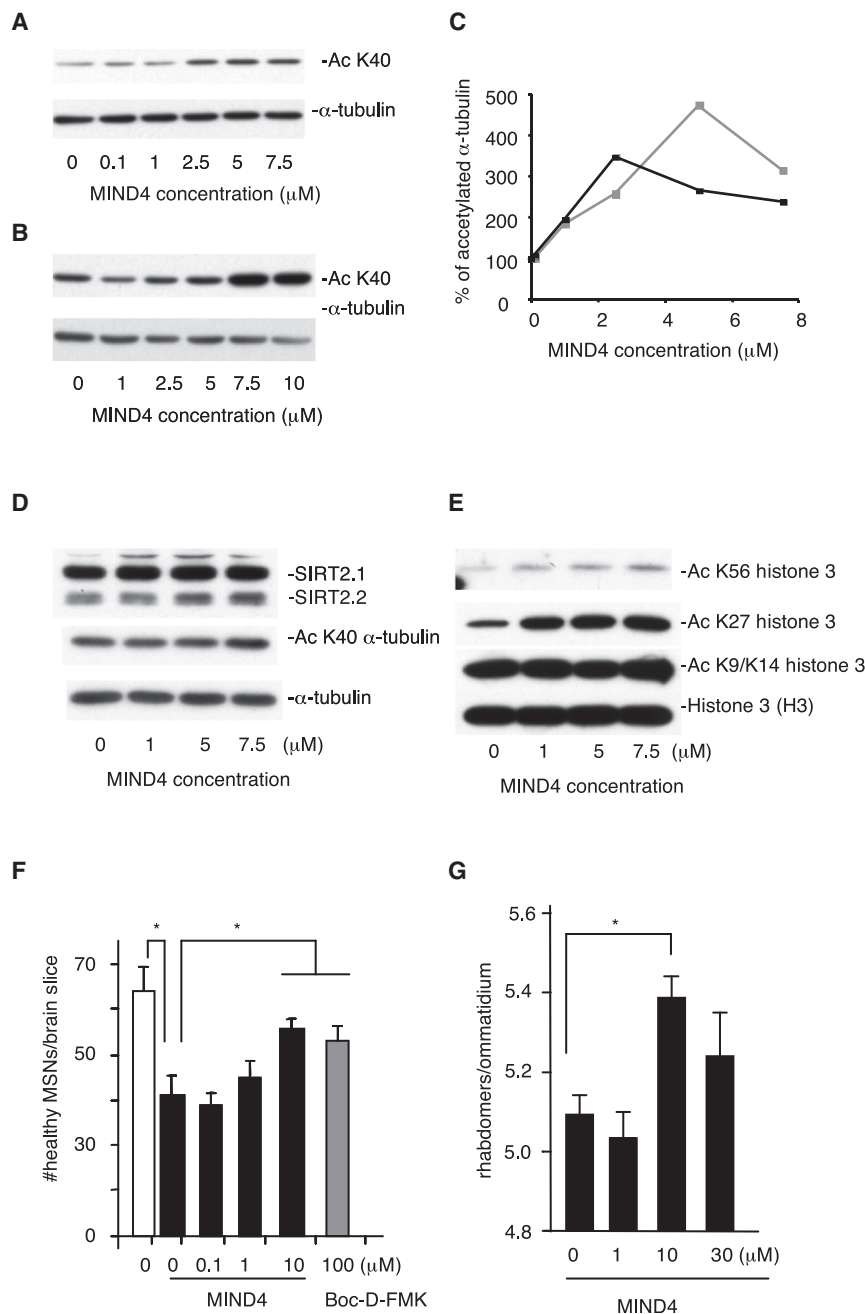 A
-Ac K40
-α-tubulin
0 0.1 1 2.5 5 7.5
MIND4 concentration (μM)
B
-Ac K40
-α-tubulin
0 1 2.5 5 7.5 10
MIND4 concentration (μM)
C
% of accetylated α-tubulin
500
400
300
200
100
0
0 2 4 6 8
MIND4 concentration (μM)
D
-SIRT2.1
-SIRT2.2
-Ac K40 α-tubulin
-α-tubulin
0 1 5 7.5 (μM)
MIND4 concentration
E
-Ac K56 histone 3
-Ac K27 histone 3
-Ac K9/K14 histone 3
-Histone 3 (H3)
0 1 5 7.5 (μM)
MIND4 concentration
F
#healthy MSNs/brain slice
* *
70
50
30
0
0 0 0.1 1 10 100 (μM)
MIND4 Boc-D-FMK
G
rhabdomers/ommatidium
*
5.6
5.4
5.2
5.0
4.8
0 1 10 30 (μM)
MIND4